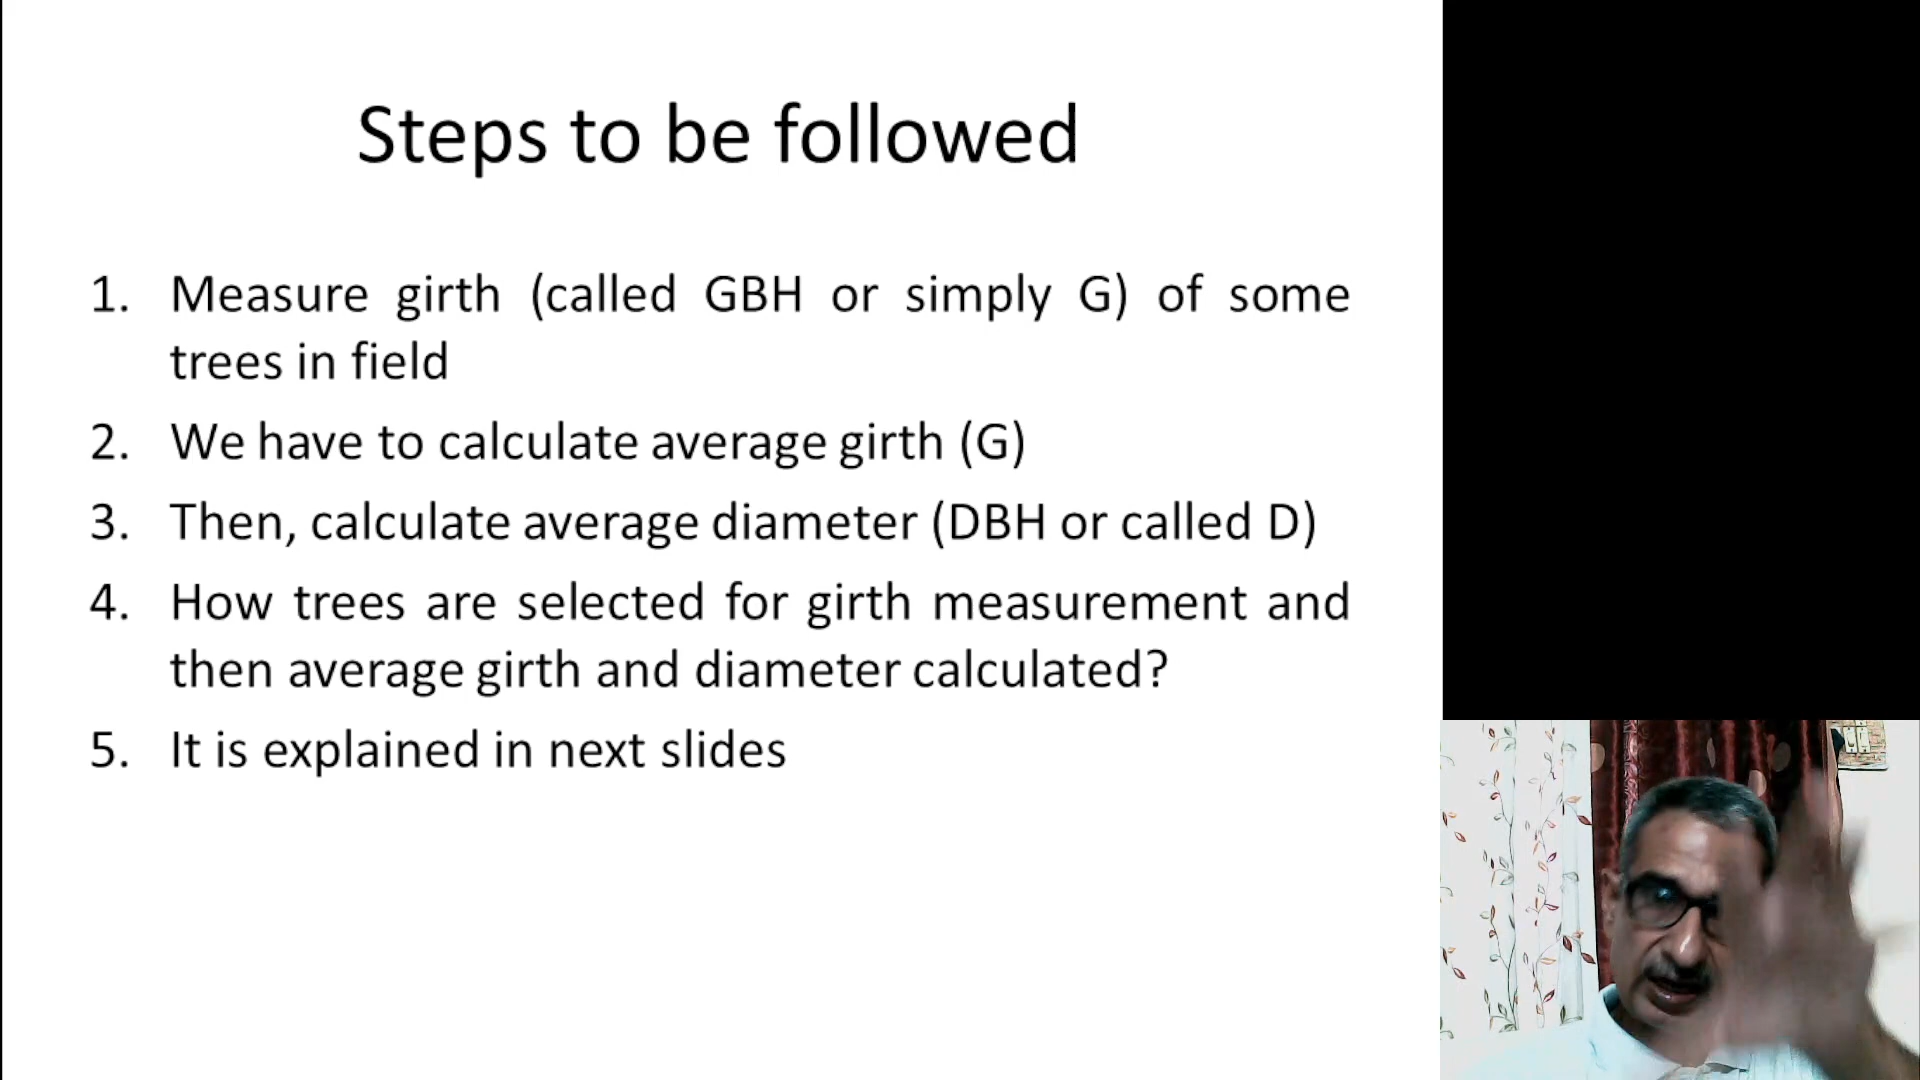 Steps to be followed
1. Measure girth (called GBH or simply G) of some
trees in field
2. We have to calculate average girth (G)
3. Then, calculate average diameter (DBH or called D)
4. How trees are selected for girth measurement and
then average girth and diameter calculated?
5. It is explained in next slides